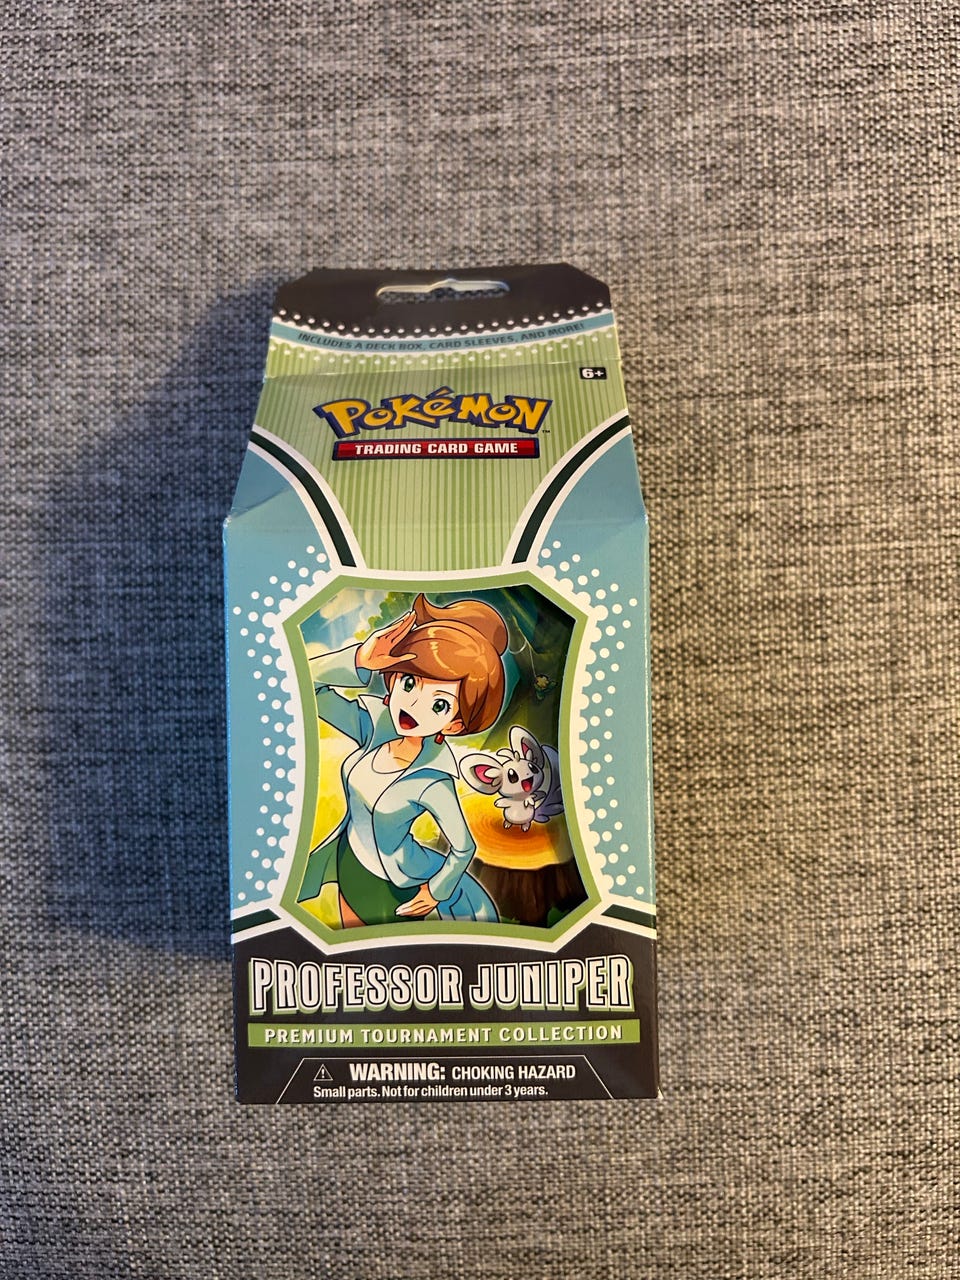 INCLUDES A DECK BOX, CARD SLEEVES, AND MORE!
6+
POKéMON™
TRADING CARD GAME
PROFESSOR JUNIPER
PREMIUM TOURNAMENT COLLECTION
WARNING: CHOKING HAZARD
Small parts. Not for children under 3 years.